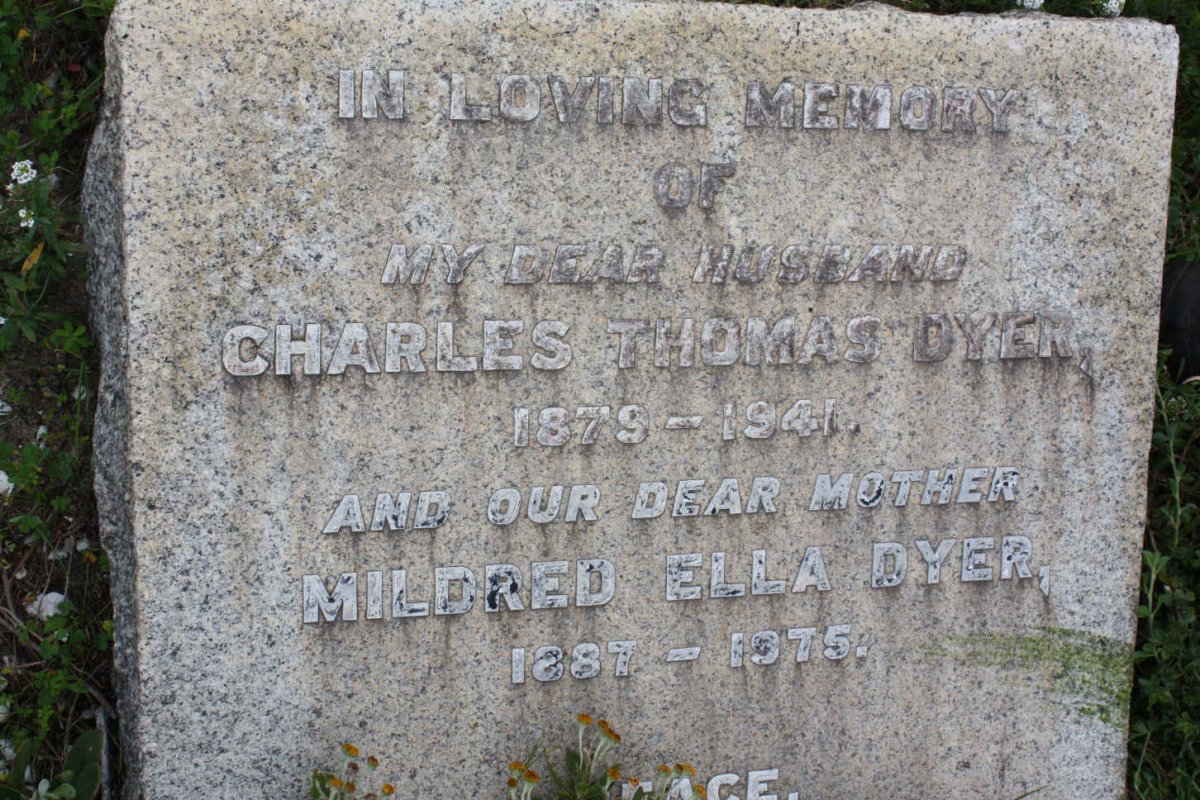 IN LOVING MEMORY
OF
MY DEAR HUSBAND
CHARLES THOMAS DYER,
1879 – 1941.
AND OUR DEAR MOTHER
MILDRED ELLA DYER,
1887 – 1975.